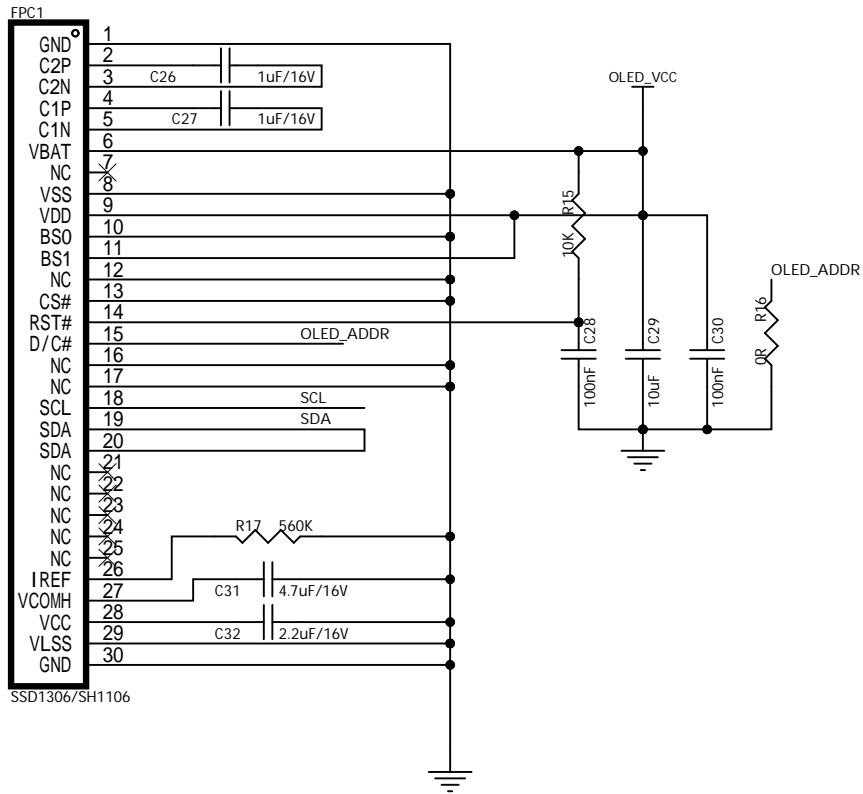 FPC1
GND 1
C2P 2
C2N 3
C26 1uF/16V
C1P 4
C1N 5
C27 1uF/16V
VBAT 6
NC 7
VSS 8
VDD 9
BS0 10
BS1 11
NC 12
CS# 13
RST# 14
D/C# 15
OLED_ADDR
NC 16
NC 17
SCL 18
SCL
SDA 19
SDA
SDA 20
NC 21
NC 22
NC 23
NC 24
NC 25
R17 560K
IREF 26
VCOMH 27
C31 4.7uF/16V
VCC 28
C32 2.2uF/16V
VLSS 29
GND 30
SSD1306/SH1106
OLED_VCC
R15
10K
OLED_ADDR
R16
0R
C28
100nF
C29
10uF
C30
100nF